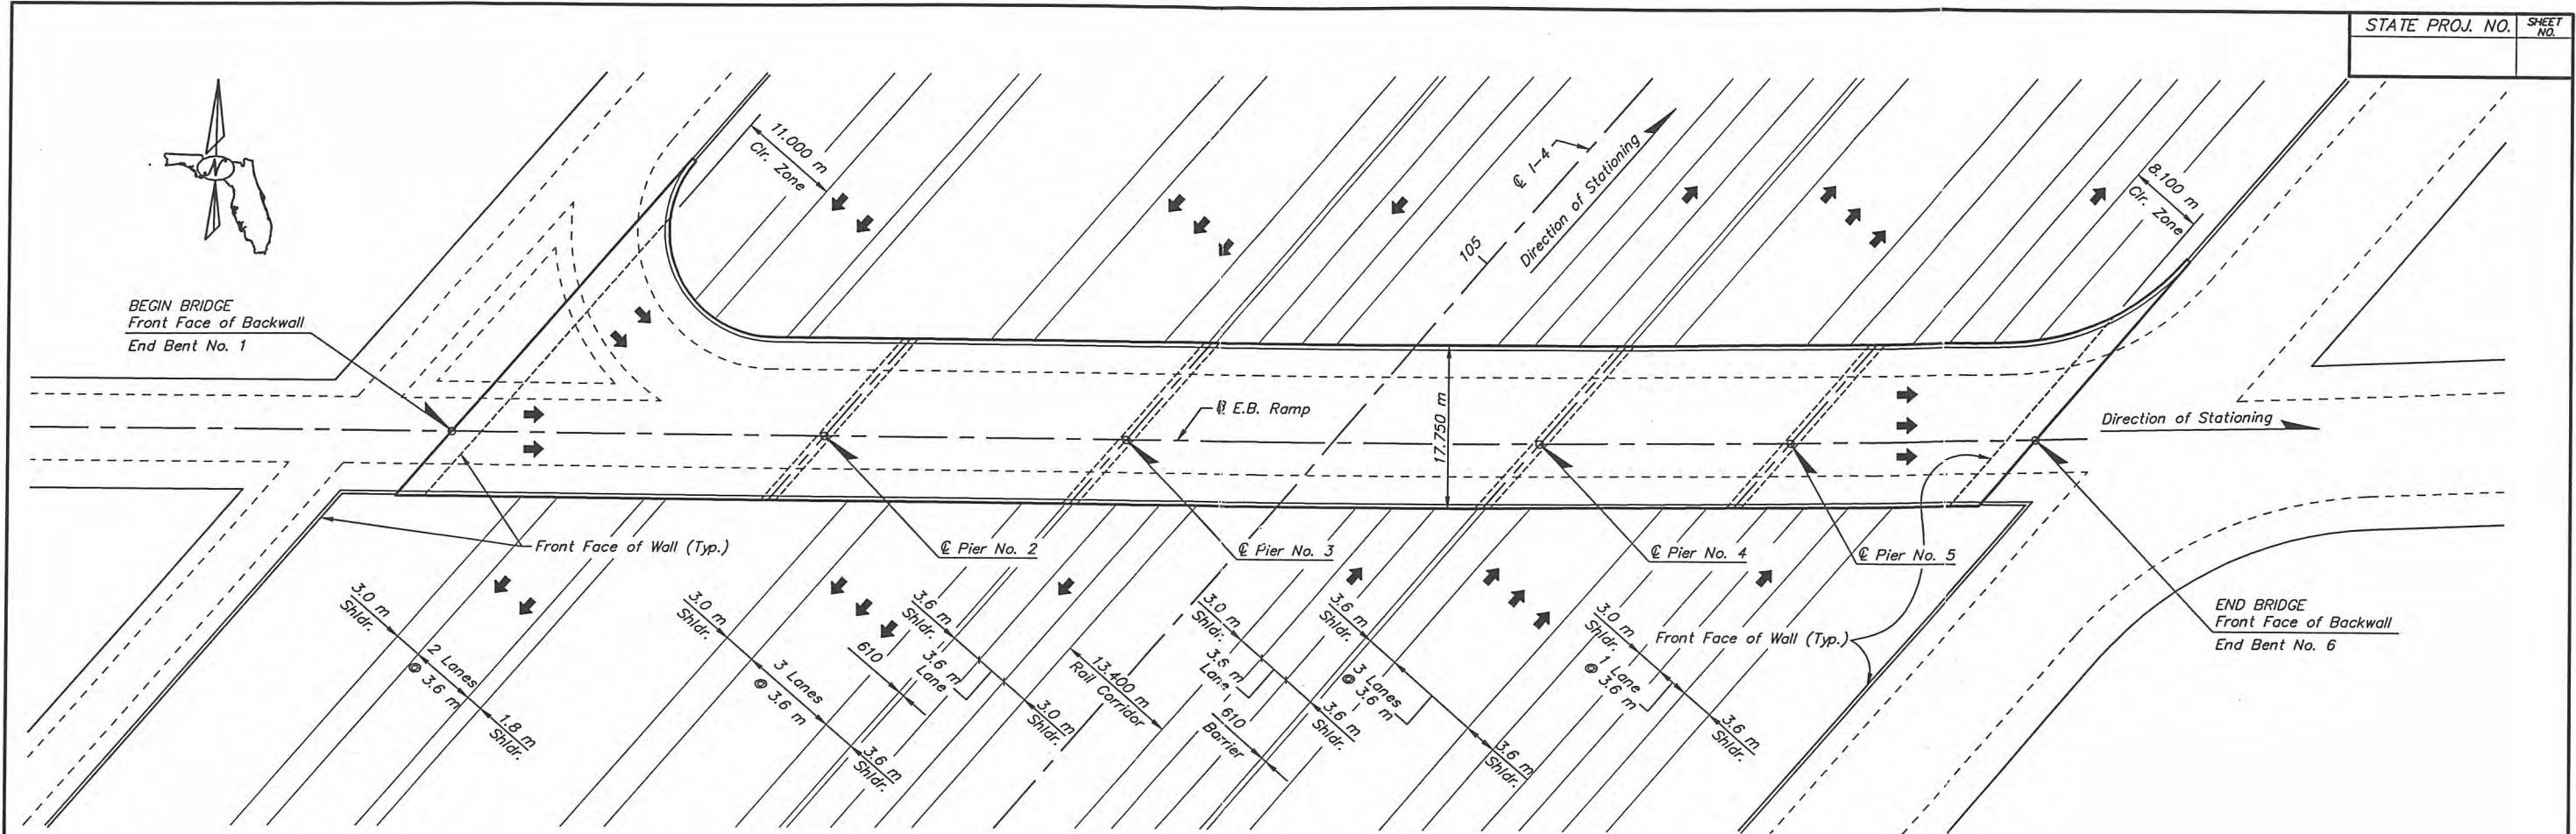 STATE PROJ. NO.
SHEET
NO.
N
11.000 m
Clr. Zone
℄ I-4
Direction of Stationing
105
8.100 m
Clr. Zone
BEGIN BRIDGE
Front Face of Backwall
End Bent No. 1
E.B. Ramp
17.750 m
Direction of Stationing
Front Face of Wall (Typ.)
℄ Pier No. 2
℄ Pier No. 3
℄ Pier No. 4
℄ Pier No. 5
END BRIDGE
Front Face of Backwall
End Bent No. 6
Front Face of Wall (Typ.)
3.0 m
Shldr.
2 Lanes
@ 3.6 m
1.8 m
Shldr.
3.0 m
Shldr.
3 Lanes
@ 3.6 m
3.6 m
Shldr.
610
3.6 m
Shldr.
3.6 m
Lane
3.0 m
Shldr.
13.400 m
Rail Corridor
3.0 m
Shldr.
3.6 m
Lane
3.6 m
Shldr.
610
Barrier
3.6 m
Shldr.
3 Lanes
@ 3.6 m
3.6 m
Shldr.
3.0 m
Shldr.
1 Lane
@ 3.6 m
3.6 m
Shldr.